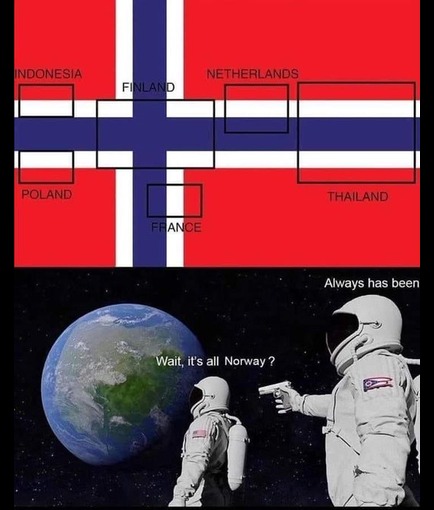 INDONESIA
FINLAND
NETHERLANDS
POLAND
FRANCE
THAILAND
Always has been
Wait, it's all Norway ?